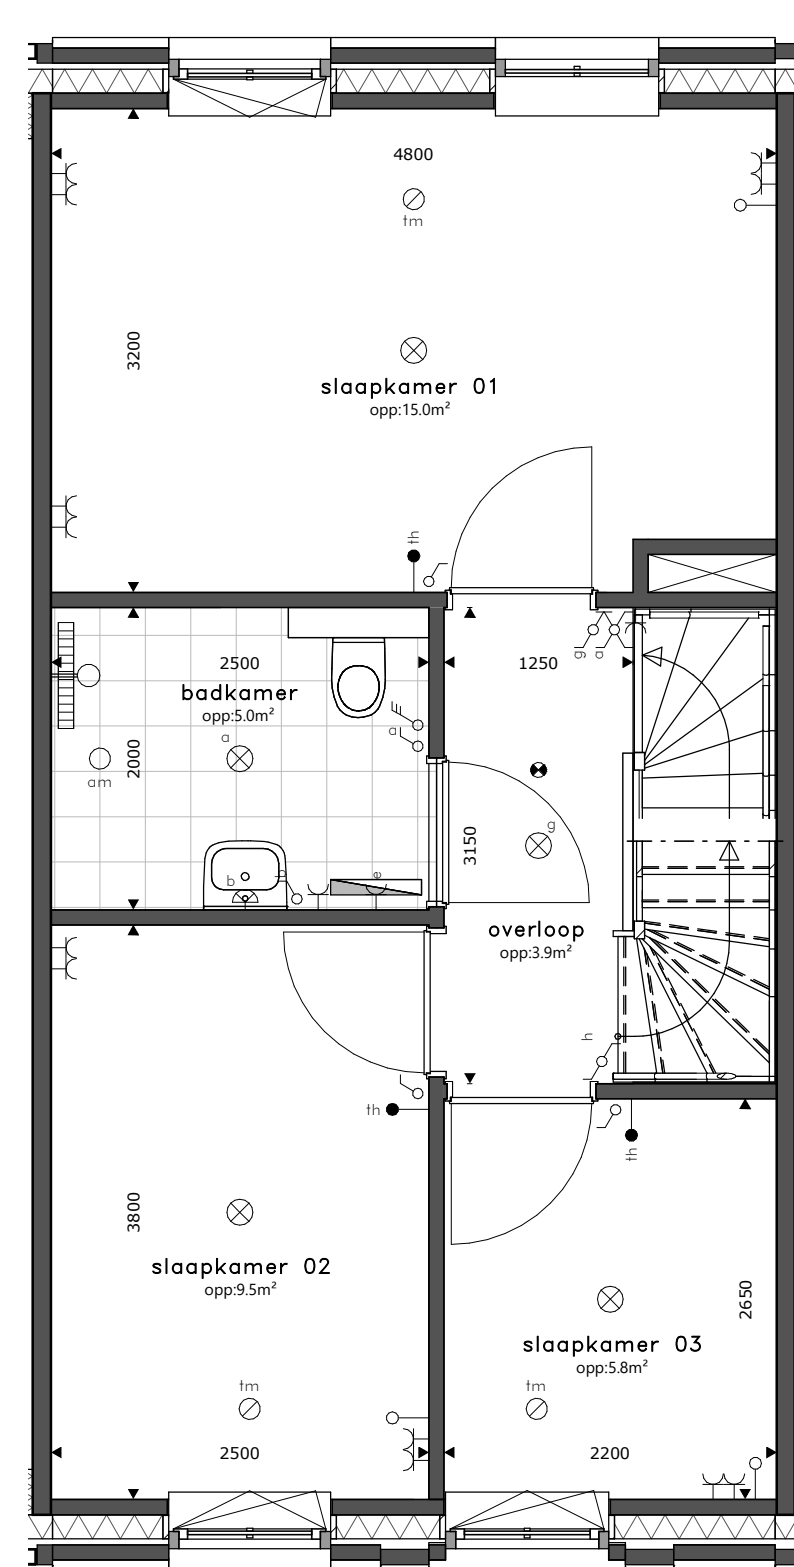 4800
tm
3200
slaapkamer 01
opp:15.0m²
th
g
a
2500
1250
badkamer
opp:5.0m²
a
a
2000
am
g
3150
b
b
e
overloop
opp:3.9m²
h
th
th
3800
slaapkamer 02
opp:9.5m²
2650
slaapkamer 03
opp:5.8m²
tm
tm
2500
2200